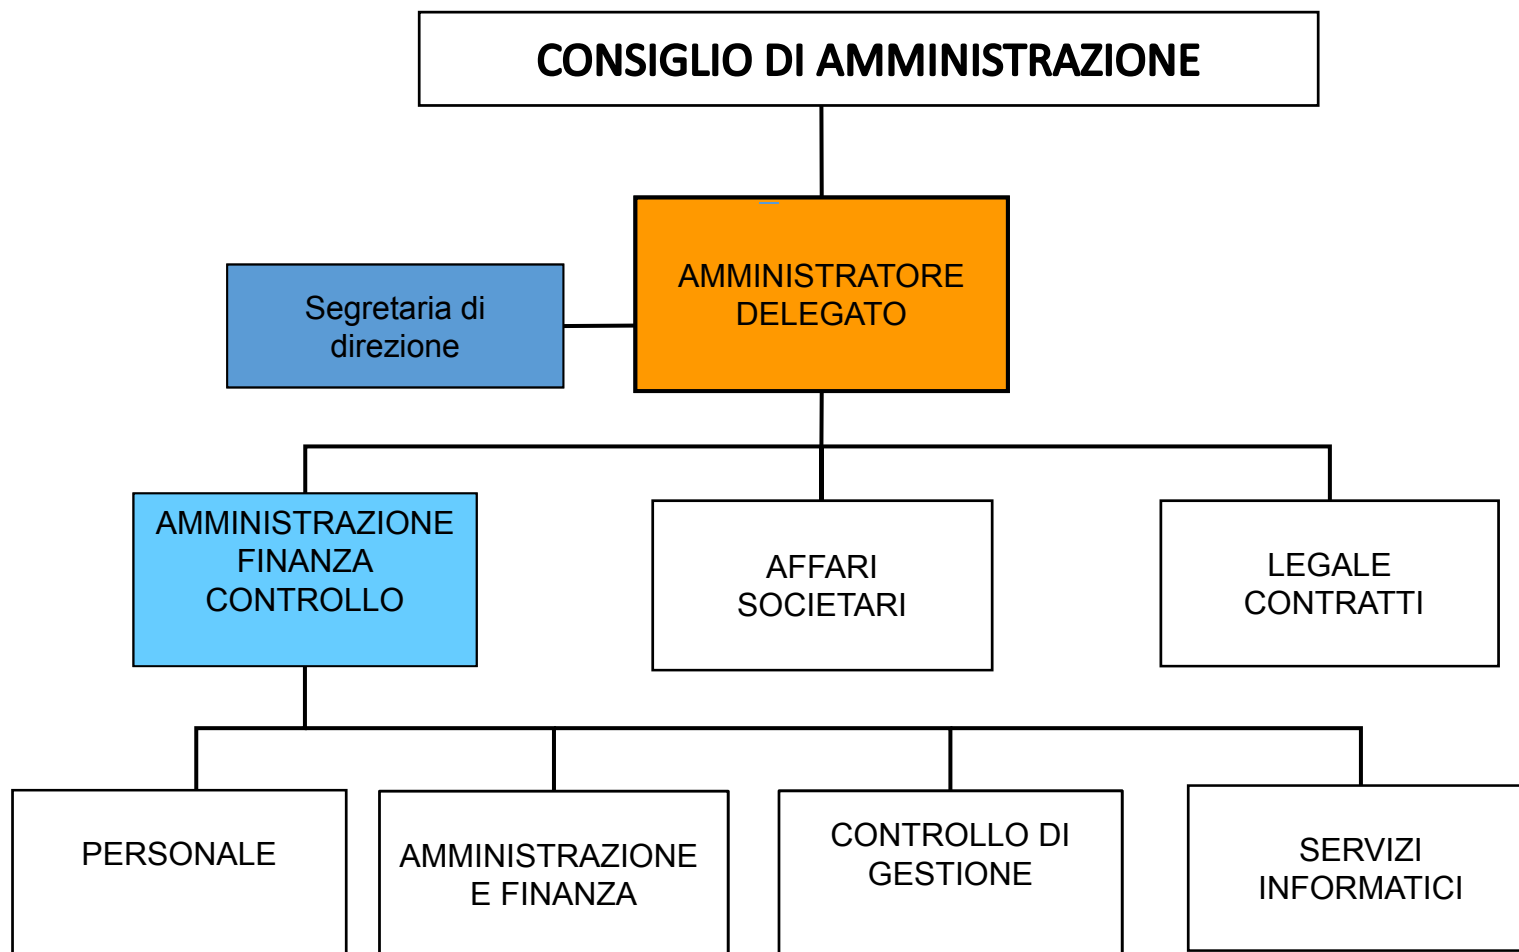 CONSIGLIO DI AMMINISTRAZIONE
AMMINISTRATORE
DELEGATO
Segretaria di
direzione
AMMINISTRAZIONE
FINANZA
CONTROLLO
AFFARI
SOCIETARI
LEGALE
CONTRATTI
PERSONALE
AMMINISTRAZIONE
E FINANZA
CONTROLLO DI
GESTIONE
SERVIZI
INFORMATICI